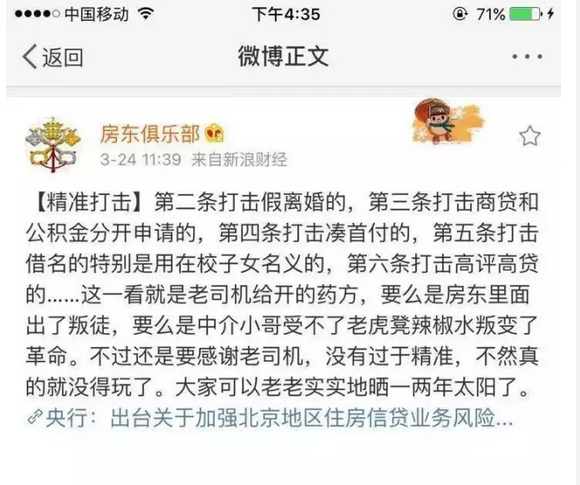 中国移动 下午4:35 71%
返回 微博正文
房东俱乐部
3-24 11:39 来自新浪财经
【精准打击】第二条打击假离婚的，第三条打击商贷和
公积金分开申请的，第四条打击凑首付的，第五条打击
借名的特别是用在校子女名义的，第六条打击高评高贷
的......这一看就是老司机给开的药方，要么是房东里面
出了叛徒，要么是中介小哥受不了老虎凳辣椒水叛变了
革命。不过还是要感谢老司机，没有过于精准，不然真
的就没得玩了。大家可以老老实实地晒一两年太阳了。
央行：出台关于加强北京地区住房信贷业务风险...